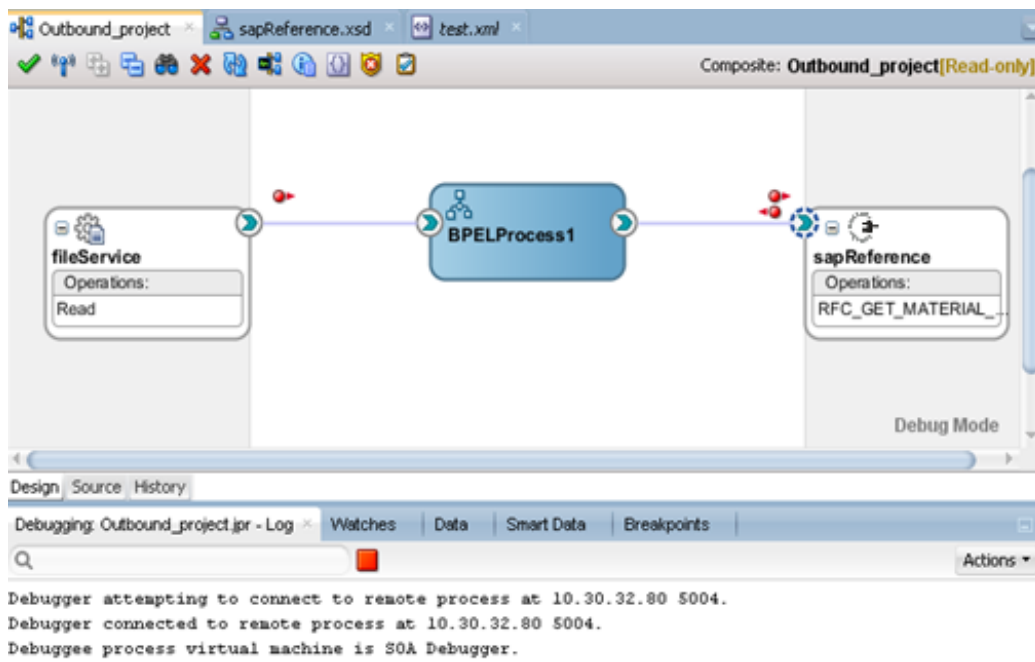 Outbound_project sapReference.xsd test.xml
Composite: Outbound_project[Read-only]
BPELProcess1
fileService
Operations:
Read
sapReference
Operations:
RFC_GET_MATERIAL_...
Debug Mode
Design Source History
Debugging: Outbound_project.jpr - Log Watches Data Smart Data Breakpoints
Actions
Debugger attempting to connect to remote process at 10.30.32.80 5004.
Debugger connected to remote process at 10.30.32.80 5004.
Debuggee process virtual machine is SOA Debugger.